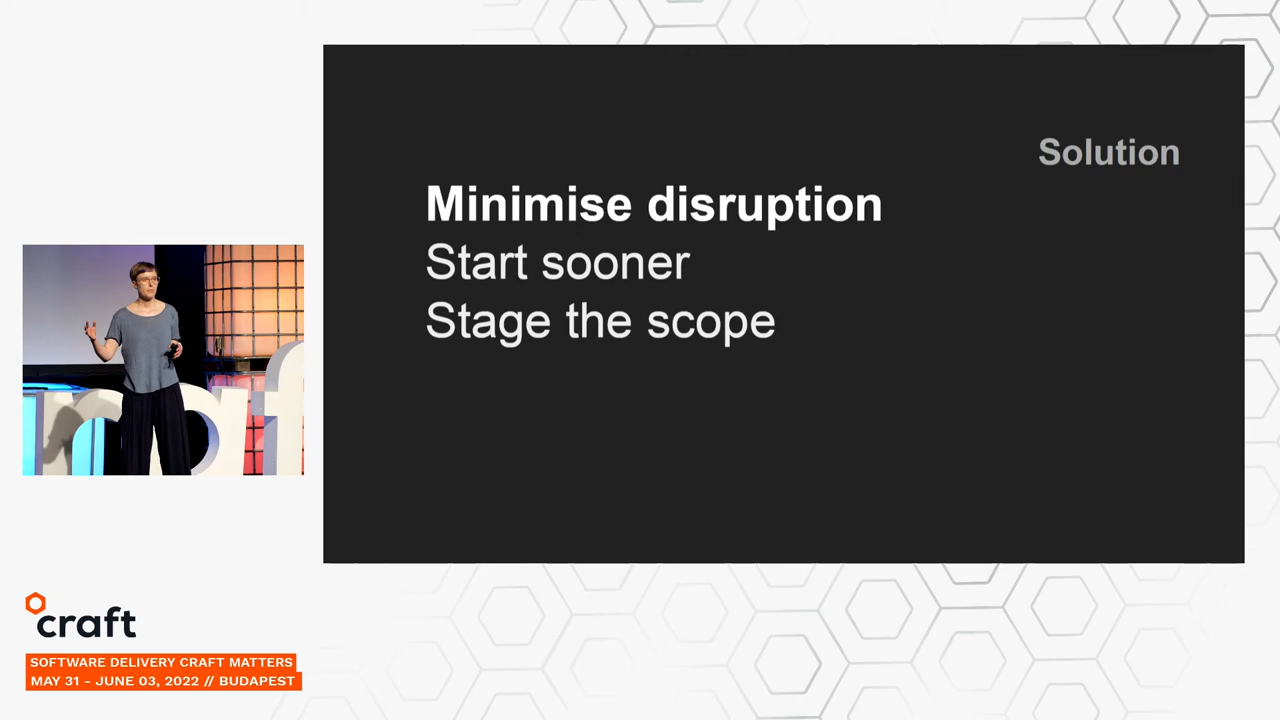 Solution
Minimise disruption
Start sooner
Stage the scope
craft
SOFTWARE DELIVERY CRAFT MATTERS
MAY 31 - JUNE 03, 2022 // BUDAPEST